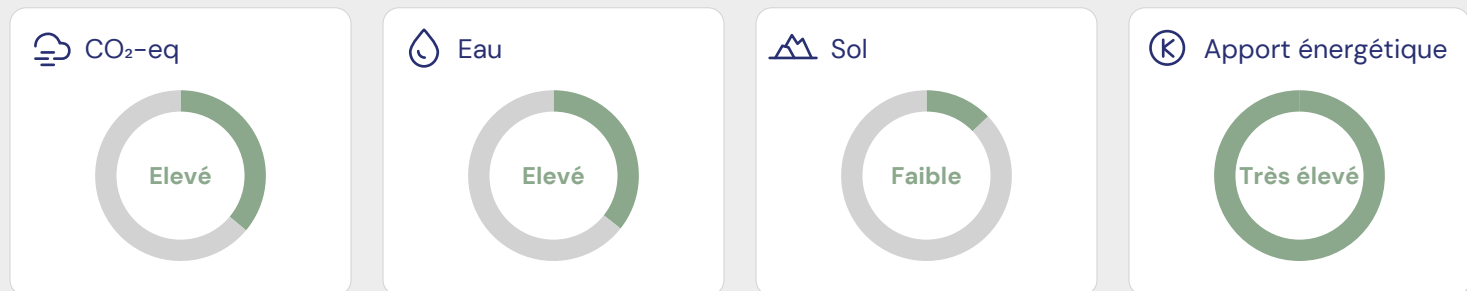 CO₂-eq
Elevé
Eau
Elevé
Sol
Faible
Apport énergétique
Très élevé